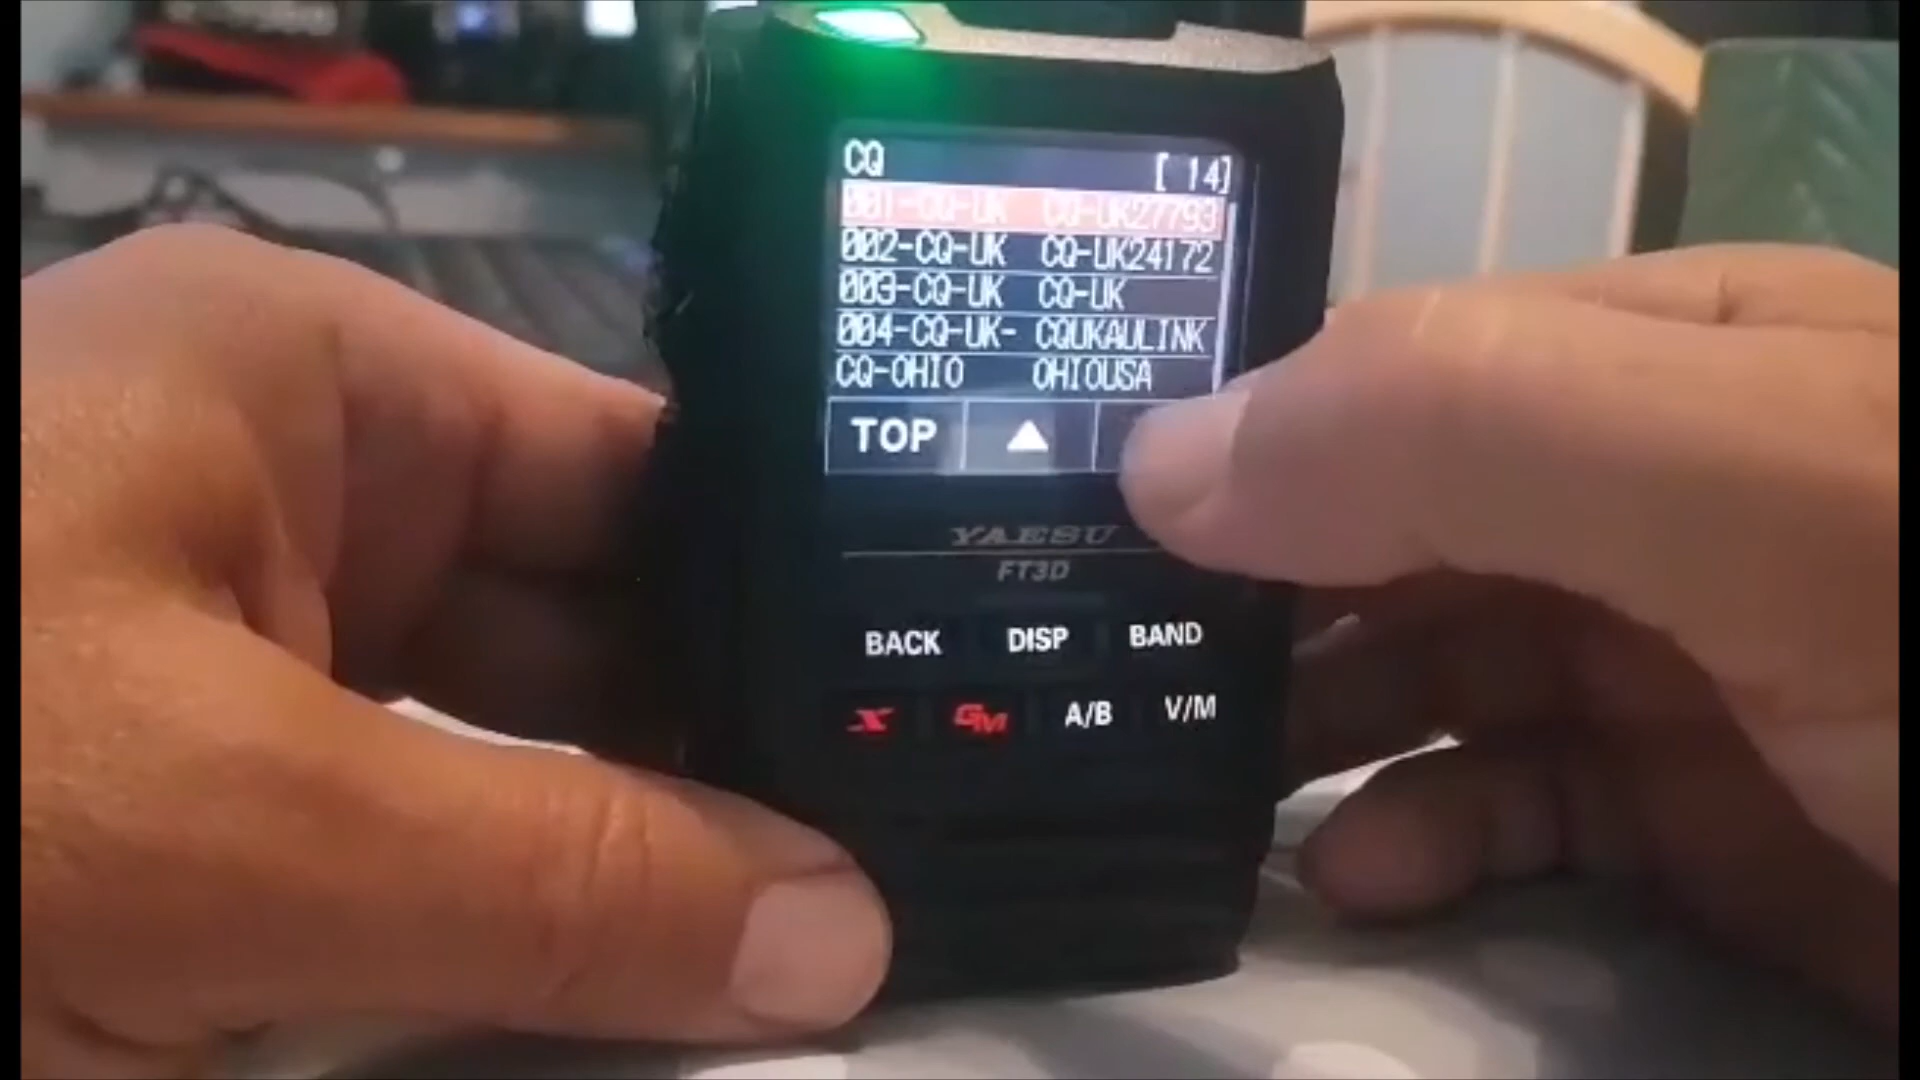 CQ [ 14]
001-CQ-UK CQ-UK27793
002-CQ-UK CQ-UK24172
003-CQ-UK CQ-UK
004-CQ-UK- CQUKAULINK
CQ-OHIO OHIOUSA
TOP ▲
YAESU
FT3D
BACK DISP BAND
X GM A/B V/M